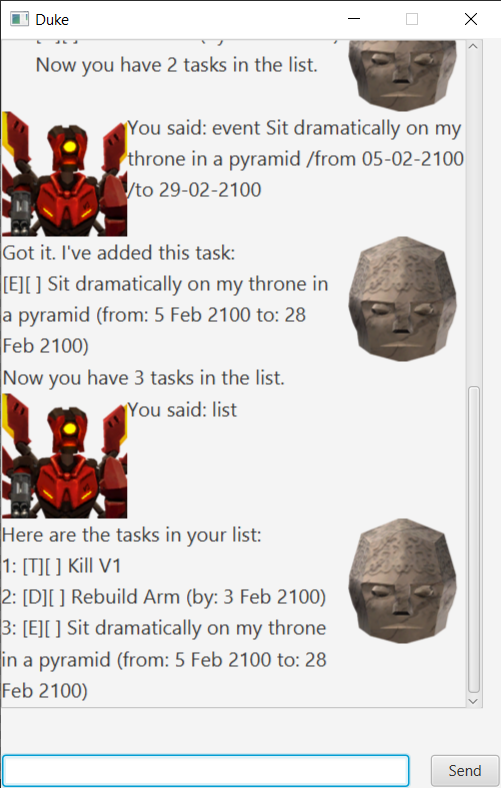 Duke
Now you have 2 tasks in the list.
You said: event Sit dramatically on my
throne in a pyramid /from 05-02-2100
/to 29-02-2100
Got it. I've added this task:
[E][ ] Sit dramatically on my throne in
a pyramid (from: 5 Feb 2100 to: 28
Feb 2100)
Now you have 3 tasks in the list.
You said: list
Here are the tasks in your list:
1: [T][ ] Kill V1
2: [D][ ] Rebuild Arm (by: 3 Feb 2100)
3: [E][ ] Sit dramatically on my throne
in a pyramid (from: 5 Feb 2100 to: 28
Feb 2100)
Send